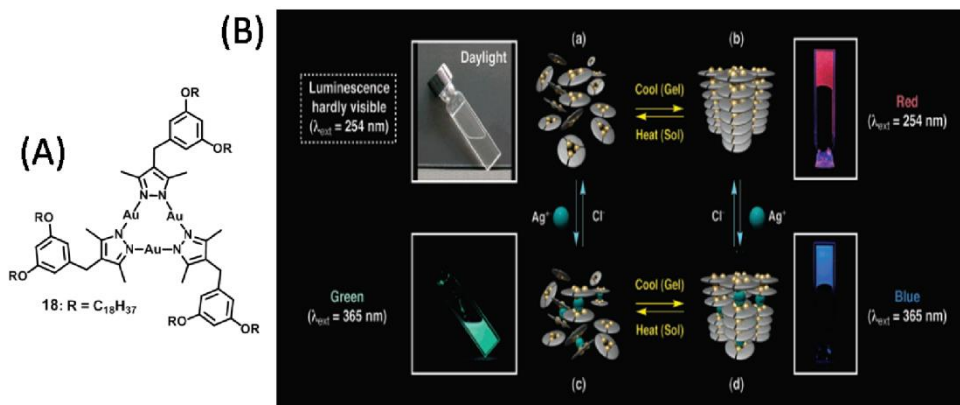 (A)
OR
OR
N-N
Au
Au
RO
RO
N
N
N-Au-N
OR
18: R = C₁₈H₃₇
RO
OR
(B)
(a)
(b)
Daylight
Luminescence
hardly visible
(λext = 254 nm)
Cool (Gel)
Heat (Sol)
Red
(λext = 254 nm)
Ag⁺
Cl⁻
Cl⁻
Ag⁺
Green
(λext = 365 nm)
Cool (Gel)
Heat (Sol)
Blue
(λext = 365 nm)
(c)
(d)